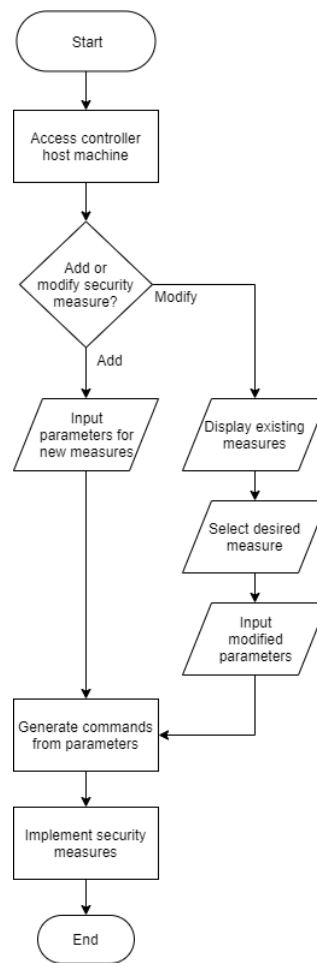 Start
Access controller
host machine
Add or
modify security
measure?
Modify
Add
Input
parameters for
new measures
Display existing
measures
Select desired
measure
Input
modified
parameters
Generate commands
from parameters
Implement security
measures
End